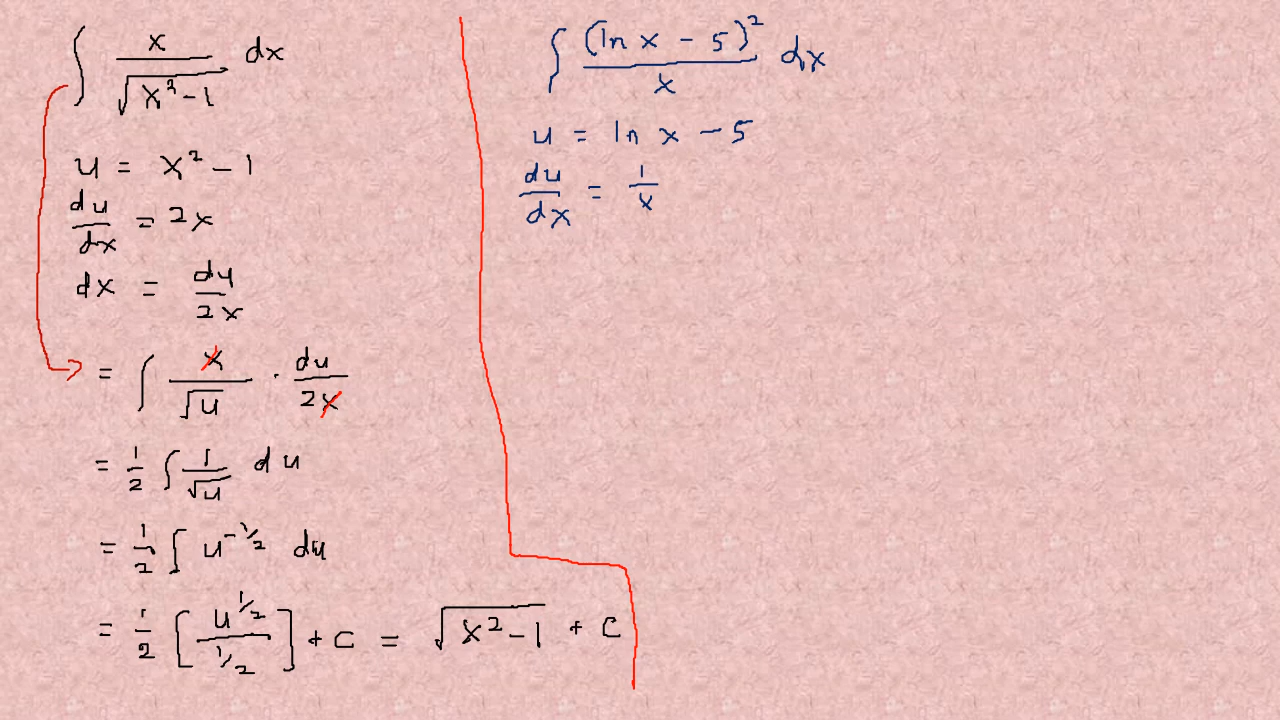 ∫ x/√(x²-1) dx
u = x² - 1
du/dx = 2x
dx = du/2x
= ∫ x/√u · du/2x
= 1/2 ∫ 1/√u du
= 1/2 ∫ u^(-1/2) du
= 1/2 [u^(1/2)/(1/2)] + C = √(x²-1) + C
∫ (ln x - 5)²/x dx
u = ln x - 5
du/dx = 1/x